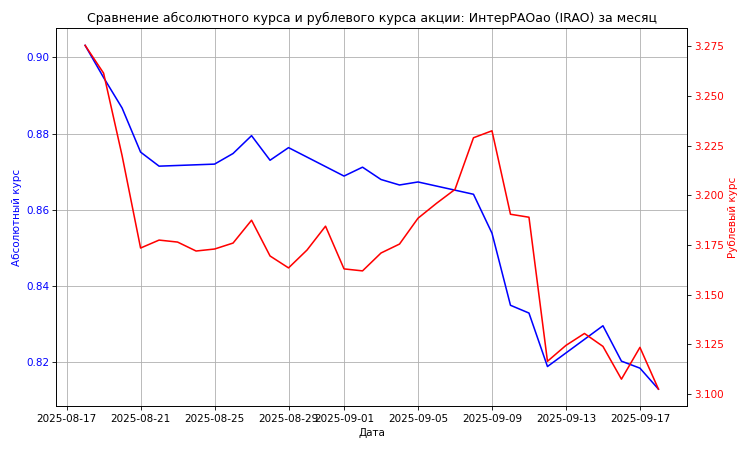 Сравнение абсолютного курса и рублевого курса акции: ИнтерРАОао (IRAO) за месяц
Абсолютный курс
0.90
0.88
0.86
0.84
0.82
3.275
3.250
3.225
3.200
3.175
3.150
3.125
3.100
Рублевый курс
2025-08-17 2025-08-21 2025-08-25 2025-08-29 2025-09-01 2025-09-05 2025-09-09 2025-09-13 2025-09-17
Дата